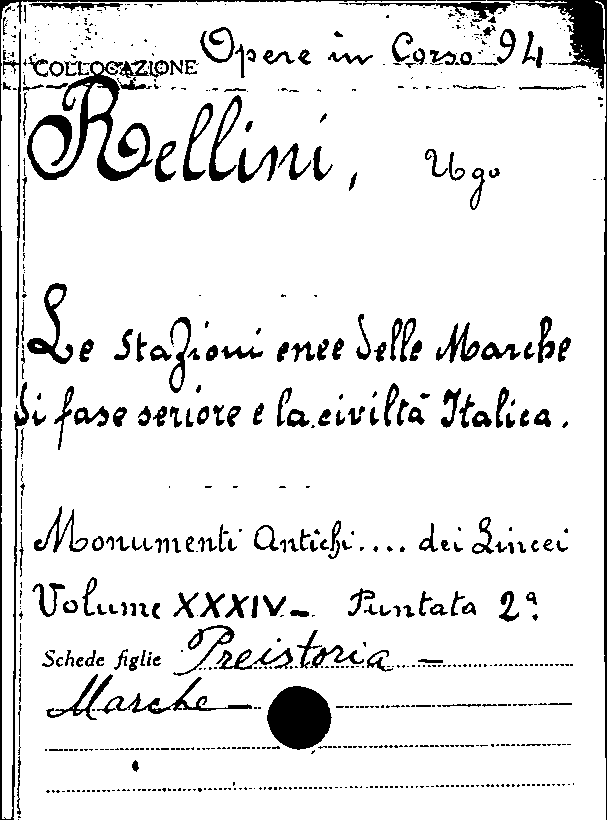 COLLOCAZIONE Opere in Corso 94
Rellini, Ugo
Le stazioni enee delle Marche
di fase seriore e la civiltà Italica.
Monumenti Antichi.... dei Lincei
Volume XXXIV - Puntata 2ª
Schede figlie Preistoria -
Marche -